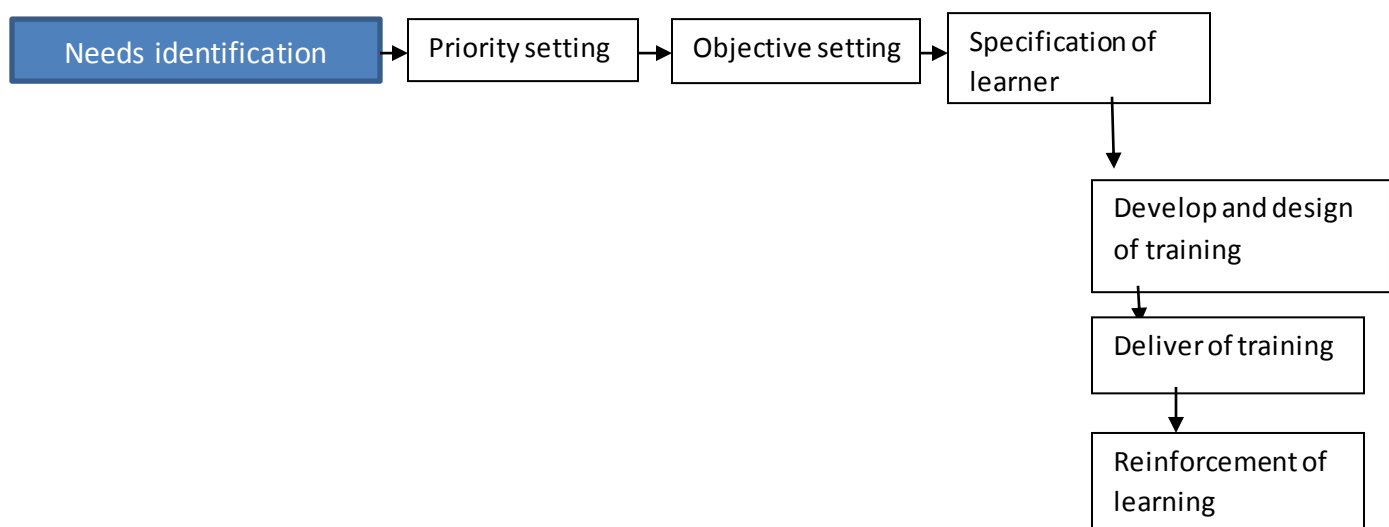 Needs identification
Priority setting
Objective setting
Specification of
learner
Develop and design
of training
Deliver of training
Reinforcement of
learning